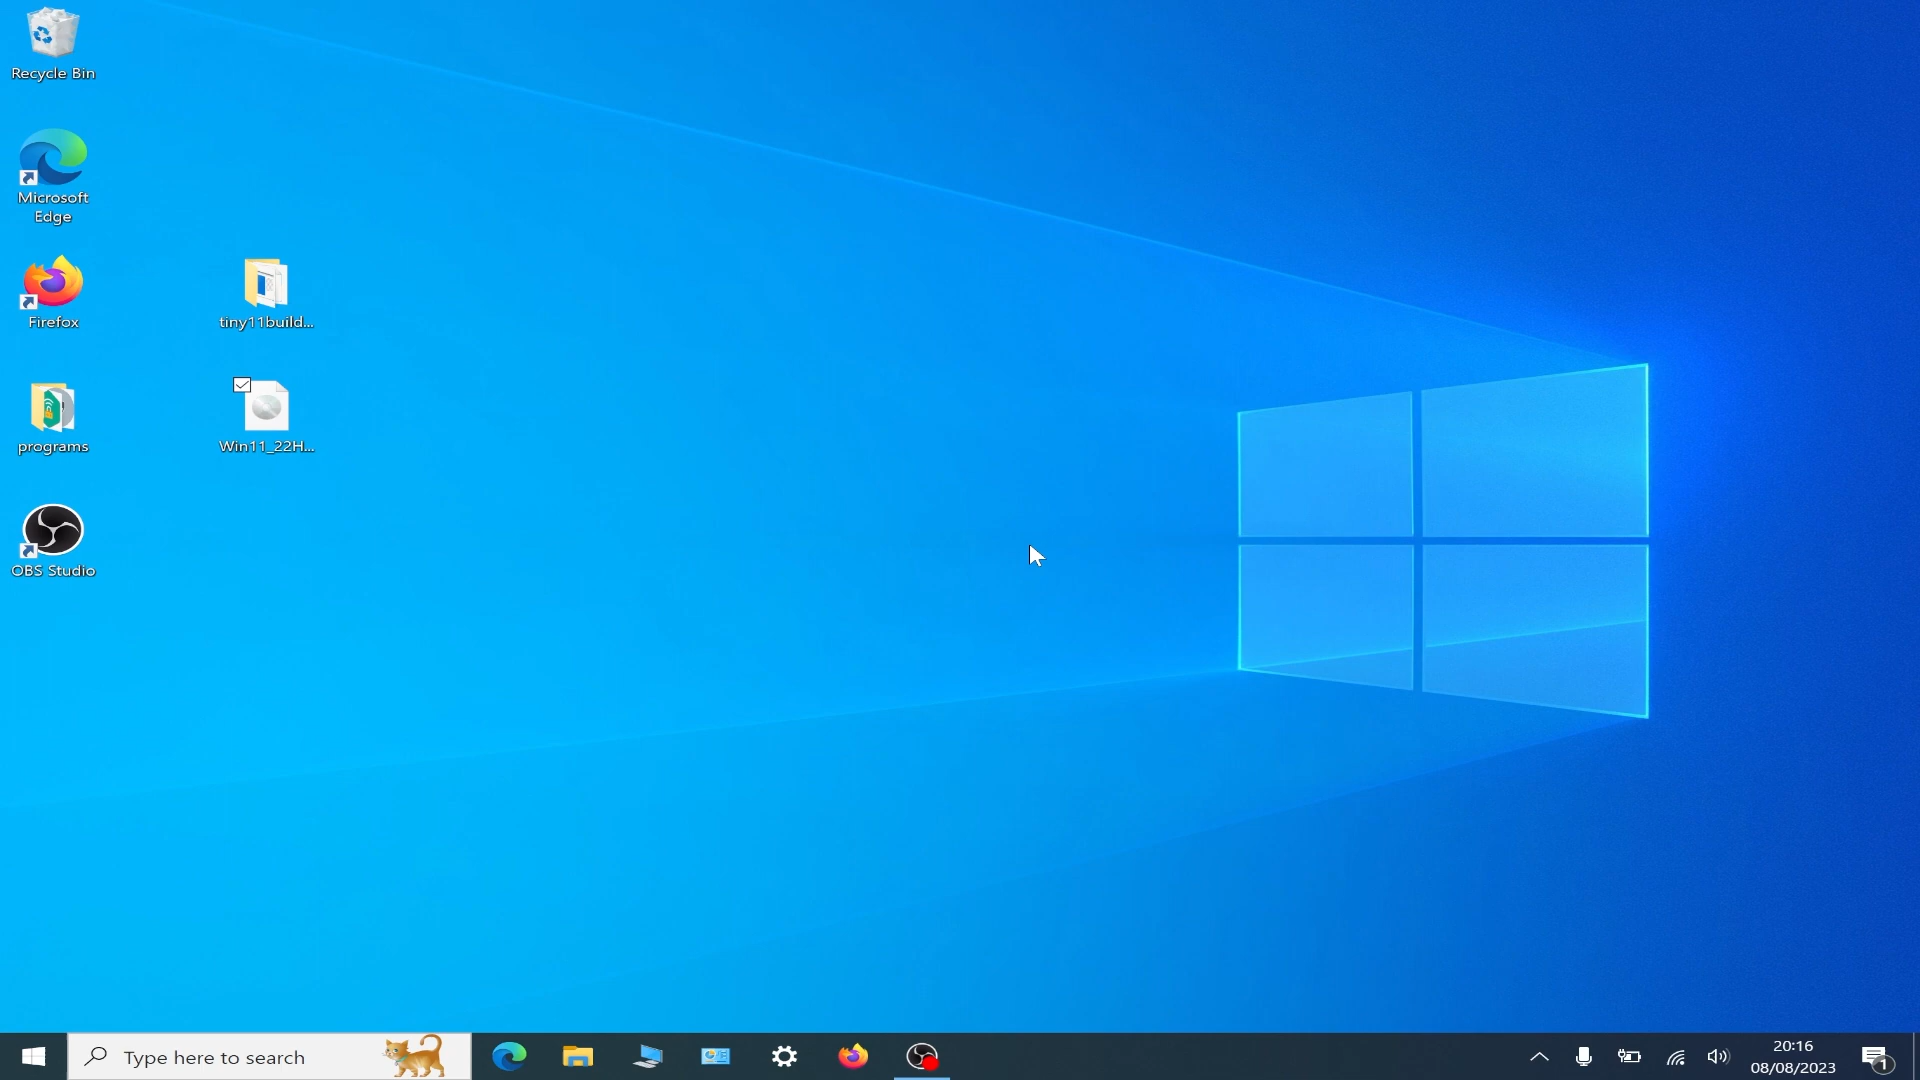 Recycle Bin
Microsoft
Edge
Firefox
tiny11build...
programs
Win11_22H...
OBS Studio
Type here to search
20:16
08/08/2023
1